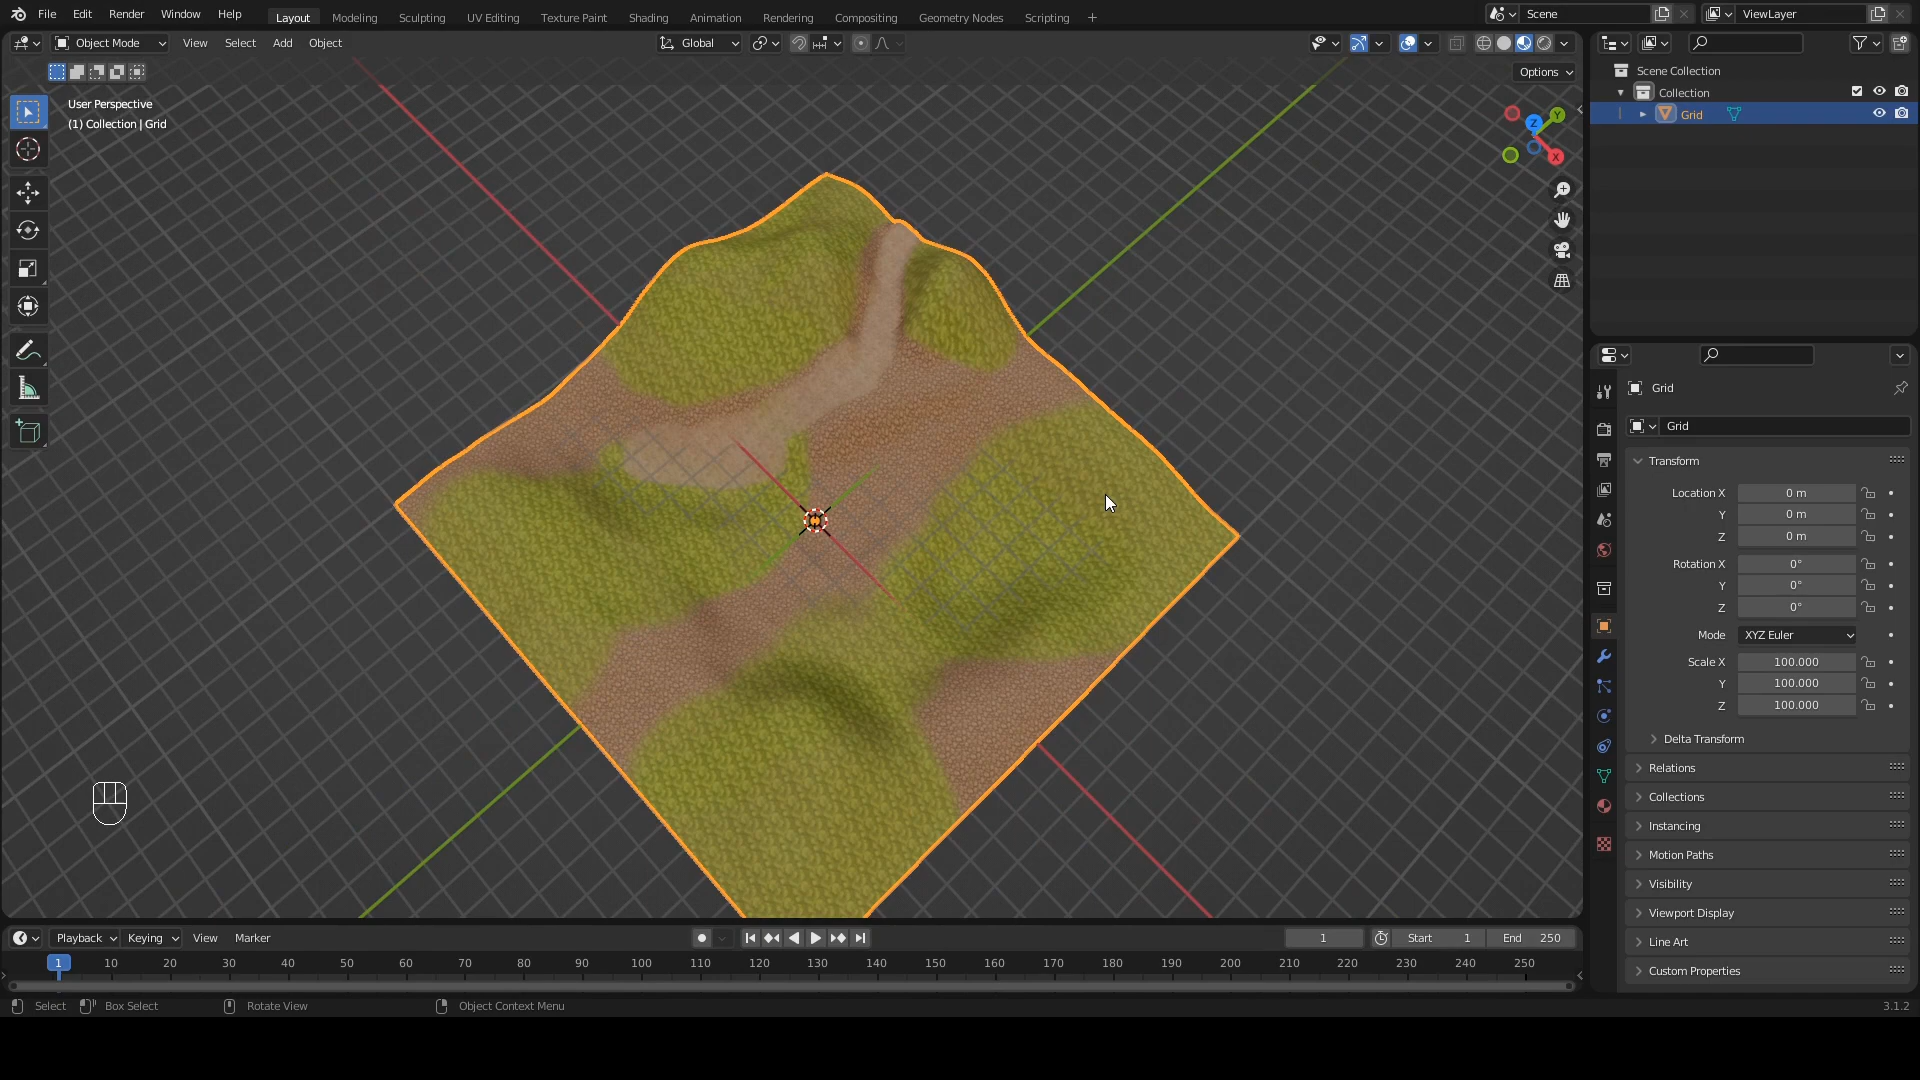 File Edit Render Window Help Layout Modeling Sculpting UV Editing Texture Paint Shading Animation Rendering Compositing Geometry Nodes Scripting + Scene ViewLayer
Object Mode View Select Add Object Global
Options
User Perspective
(1) Collection | Grid
Z Y X
Scene Collection
Collection
Grid
Grid
Grid
Transform
Location X 0 m
Y 0 m
Z 0 m
Rotation X 0°
Y 0°
Z 0°
Mode XYZ Euler
Scale X 100.000
Y 100.000
Z 100.000
Delta Transform
Relations
Collections
Instancing
Motion Paths
Visibility
Viewport Display
Line Art
Custom Properties
Playback Keying View Marker 1 Start 1 End 250
1 10 20 30 40 50 60 70 80 90 100 110 120 130 140 150 160 170 180 190 200 210 220 230 240 250
Select Box Select Rotate View Object Context Menu 3.1.2